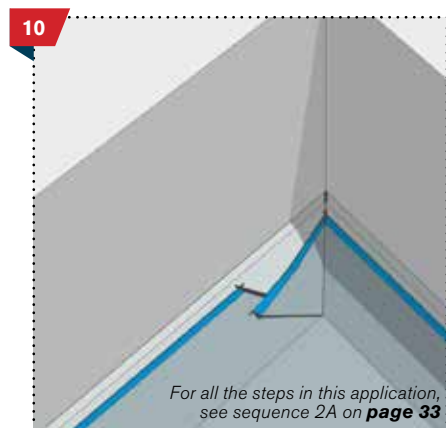 10
For all the steps in this application,
see sequence 2A on page 33